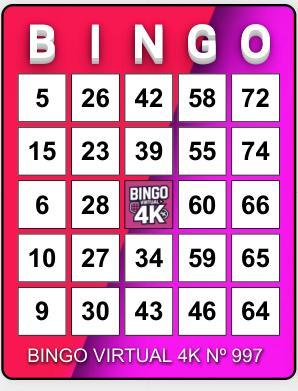 B I N G O
5 26 42 58 72
15 23 39 55 74
6 28 BINGO VIRTUAL 4K 60 66
10 27 34 59 65
9 30 43 46 64
BINGO VIRTUAL 4K Nº 997